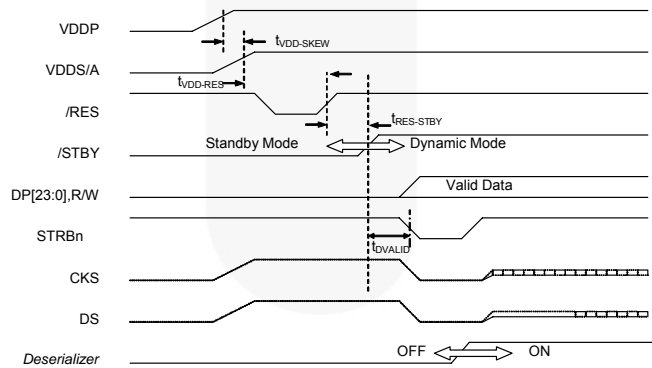 VDDP
tVDD-SKEW
VDDS/A
tVDD-RES
/RES
tRES-STBY
Standby Mode
Dynamic Mode
/STBY
Valid Data
DP[23:0],R/W
STRBn
tDVALID
CKS
DS
OFF
ON
Deserializer